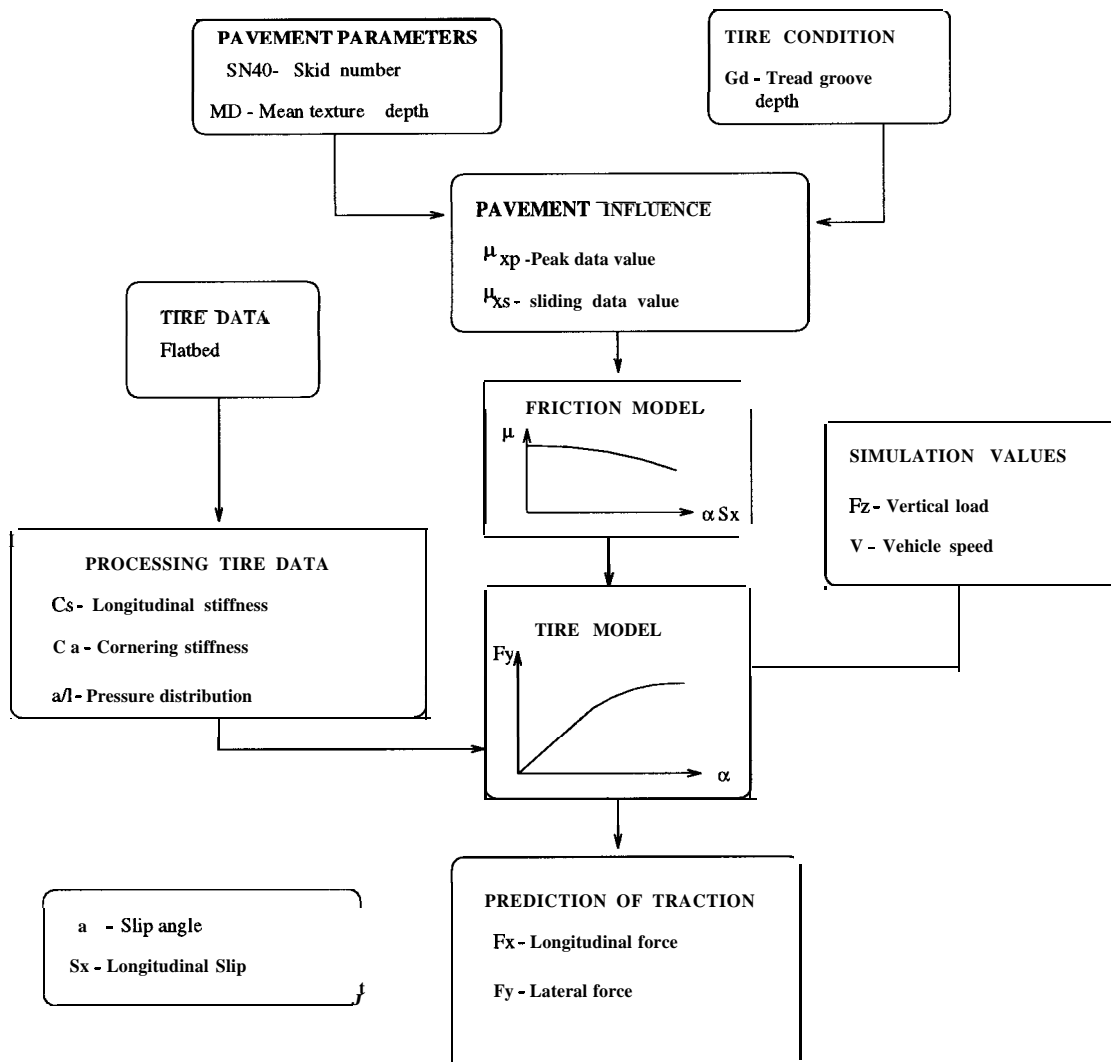 PAVEMENT PARAMETERS
SN40- Skid number
MD - Mean texture depth
TIRE CONDITION
Gd - Tread groove
depth
PAVEMENT INFLUENCE
μxp -Peak data value
μxs - sliding data value
TIRE DATA
Flatbed
FRICTION MODEL
μ
α Sx
SIMULATION VALUES
Fz - Vertical load
V - Vehicle speed
PROCESSING TIRE DATA
Cs - Longitudinal stiffness
C a - Cornering stiffness
a/l - Pressure distribution
TIRE MODEL
Fy
α
PREDICTION OF TRACTION
Fx - Longitudinal force
Fy - Lateral force
a - Slip angle
Sx - Longitudinal Slip